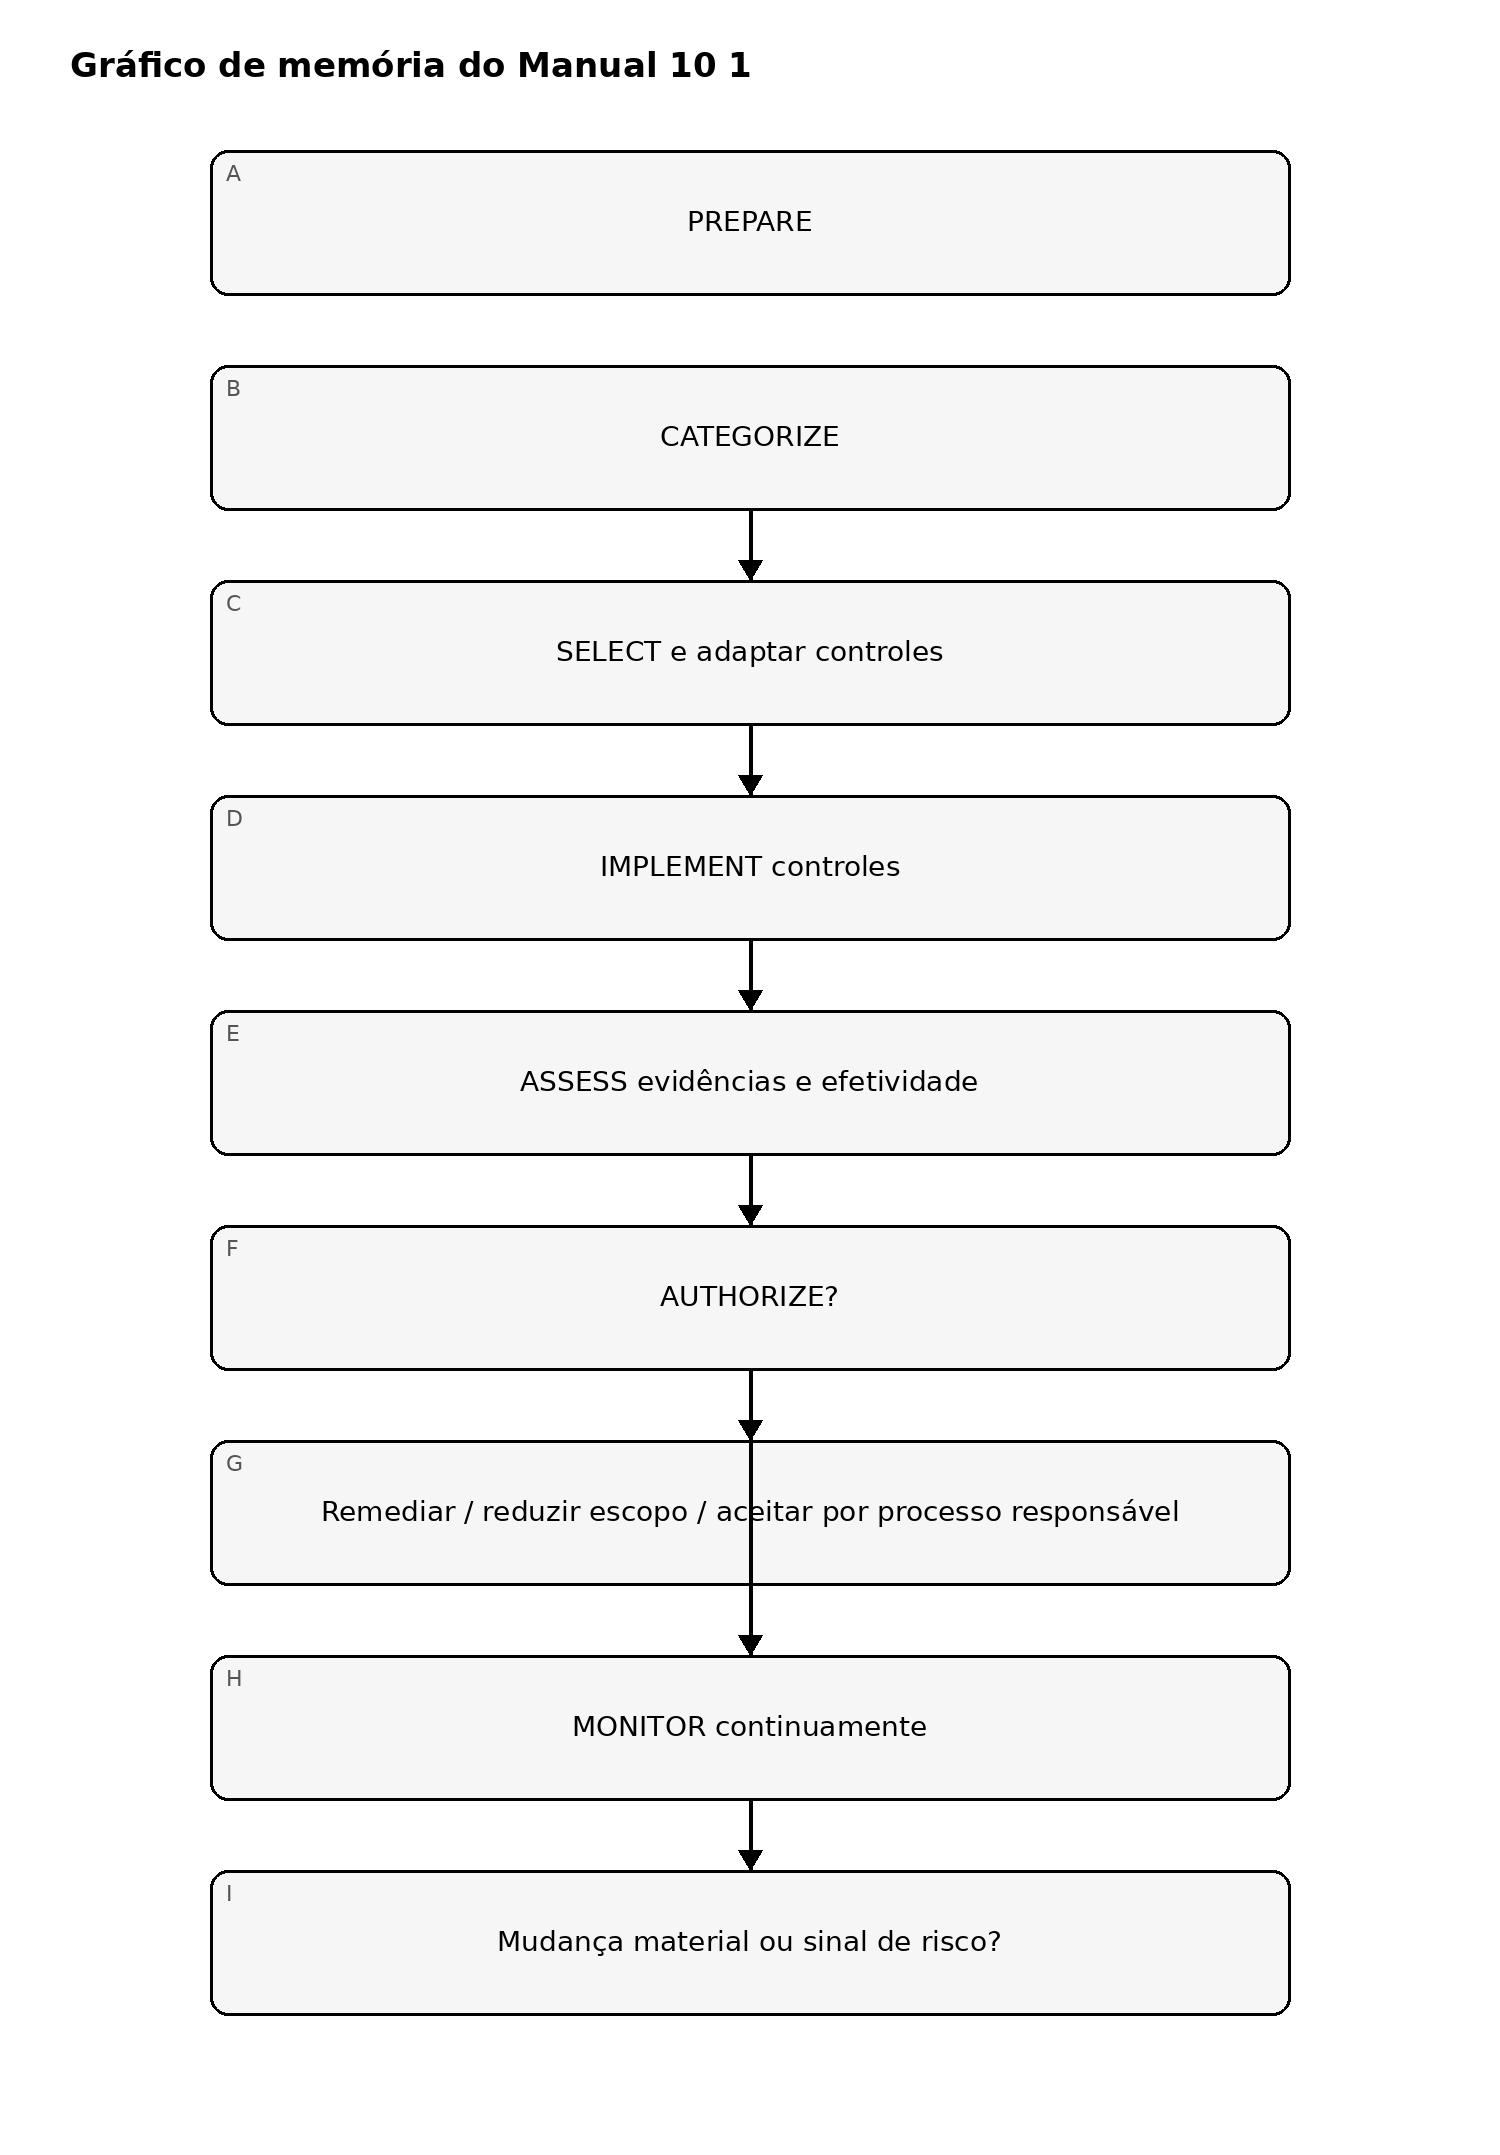 Gráfico de memória do Manual 10 1
A
PREPARE
B
CATEGORIZE
C
SELECT e adaptar controles
D
IMPLEMENT controles
E
ASSESS evidências e efetividade
F
AUTHORIZE?
G
Remediar / reduzir escopo / aceitar por processo responsável
H
MONITOR continuamente
I
Mudança material ou sinal de risco?